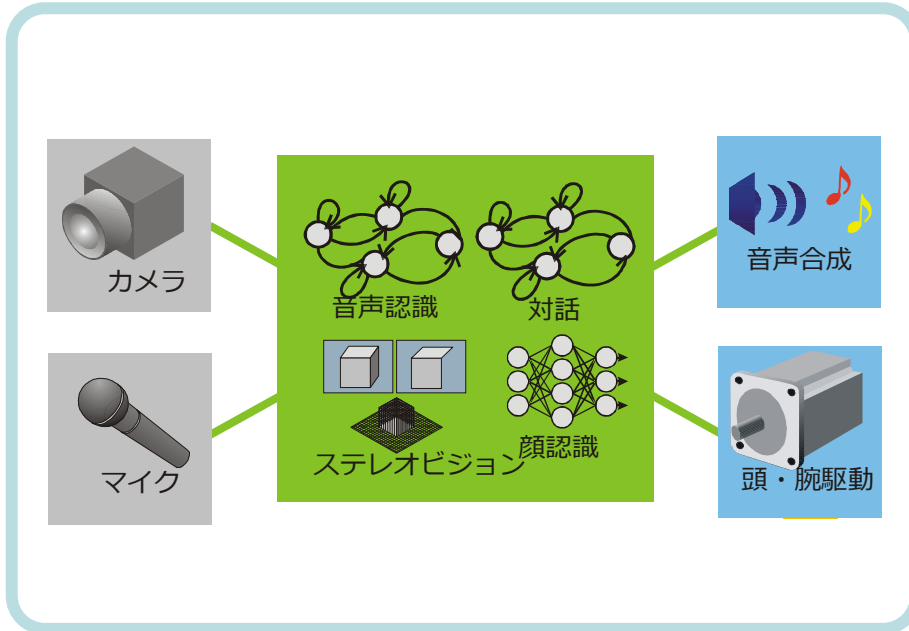 カメラ
マイク
音声認識
対話
ステレオビジョン
顔認識
音声合成
頭・腕駆動